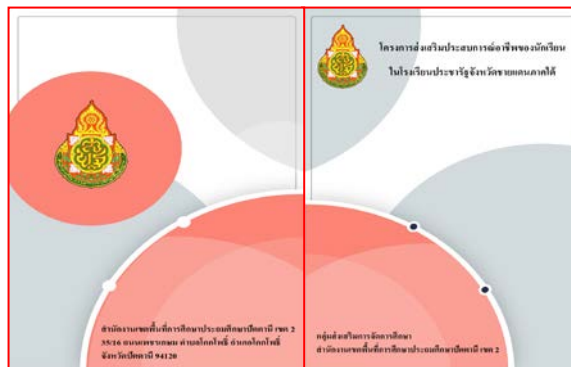 สำนักงานเขตพื้นที่การศึกษาประถมศึกษาปัตตานี เขต 2
35/16 ถนนเพชรเกษม ตำบลโคกโพธิ์ อำเภอโคกโพธิ์
จังหวัดปัตตานี 94120
โครงการส่งเสริมประสบการณ์อาชีพของนักเรียน
ในโรงเรียนประชารัฐจังหวัดชายแดนภาคใต้
กลุ่มส่งเสริมการจัดการศึกษา
สำนักงานเขตพื้นที่การศึกษาประถมศึกษาปัตตานี เขต 2